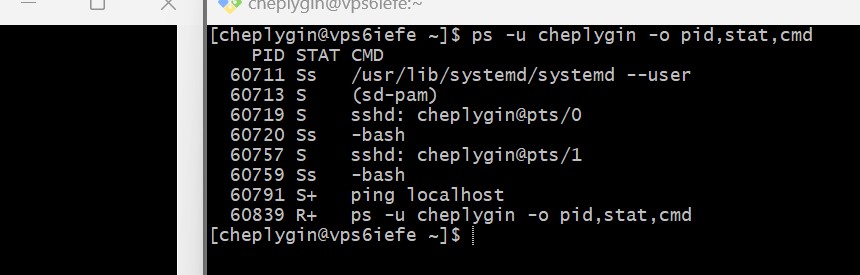 cheplygin@vps6iefe:~
[cheplygin@vps6iefe ~]$ ps -u cheplygin -o pid,stat,cmd
PID STAT CMD
60711 Ss /usr/lib/systemd/systemd --user
60713 S (sd-pam)
60719 S sshd: cheplygin@pts/0
60720 Ss -bash
60757 S sshd: cheplygin@pts/1
60759 Ss -bash
60791 S+ ping localhost
60839 R+ ps -u cheplygin -o pid,stat,cmd
[cheplygin@vps6iefe ~]$